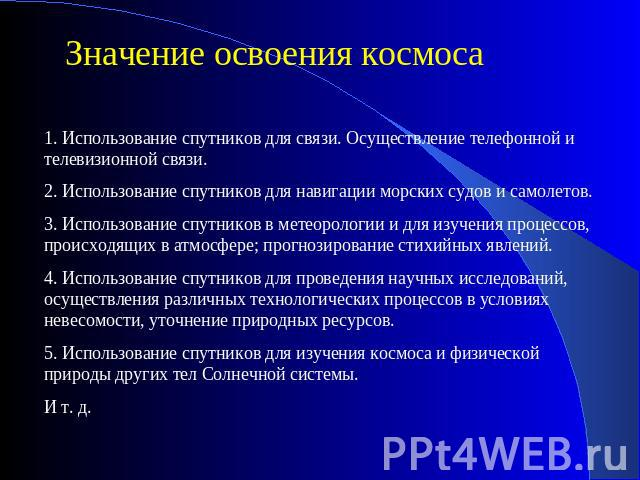 Значение освоения космоса
1. Использование спутников для связи. Осуществление телефонной и
телевизионной связи.
2. Использование спутников для навигации морских судов и самолетов.
3. Использование спутников в метеорологии и для изучения процессов,
происходящих в атмосфере; прогнозирование стихийных явлений.
4. Использование спутников для проведения научных исследований,
осуществления различных технологических процессов в условиях
невесомости, уточнение природных ресурсов.
5. Использование спутников для изучения космоса и физической
природы других тел Солнечной системы.
И т. д.
PPt4WEB.ru